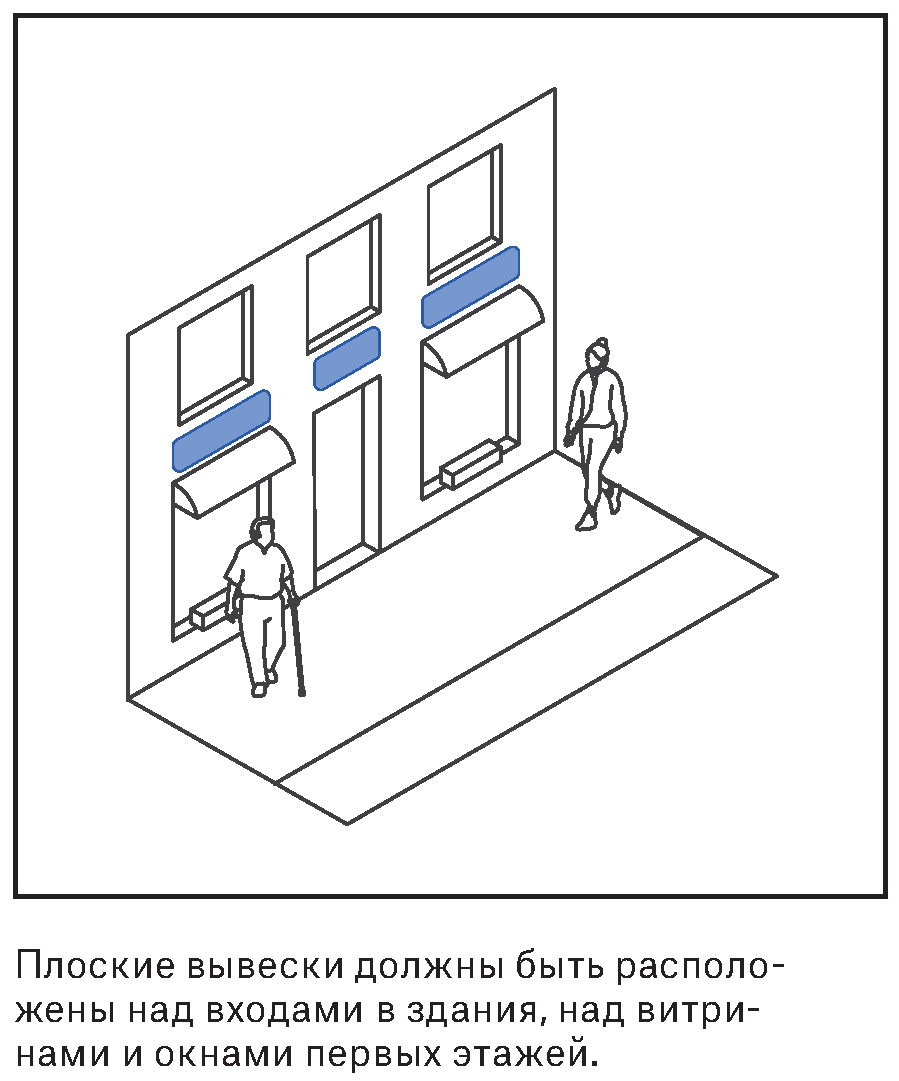 Плоские вывески должны быть располо-
жены над входами в здания, над витри-
нами и окнами первых этажей.